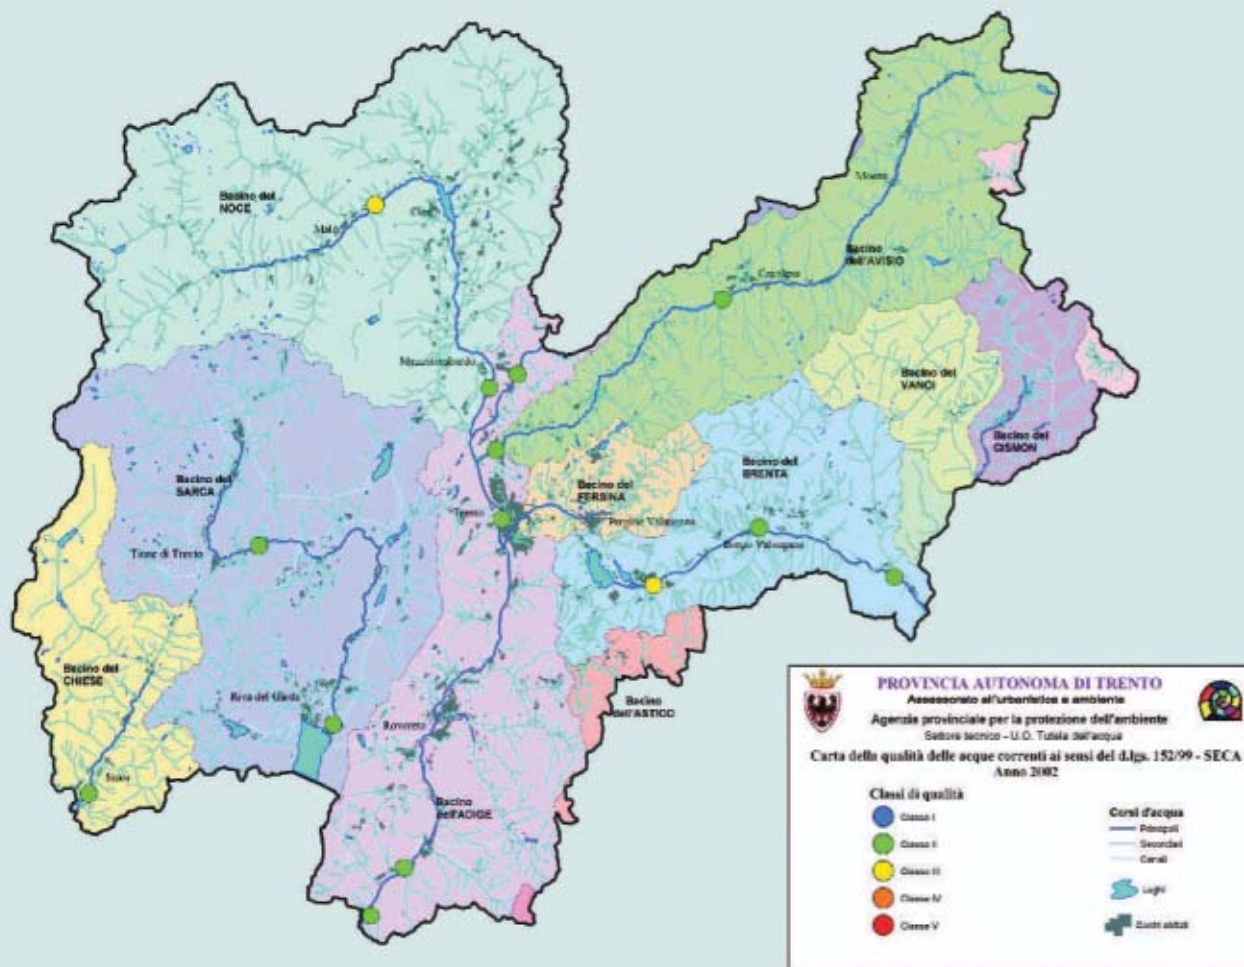 Bacino del
NOCE
Malè
Cles
Moena
Bacino
dell'AVISIO
Cavalese
Mezzolombardo
Bacino del
VANOI
Bacino del
CISMON
Bacino del
SARCA
Bacino del
BRENTA
Bacino del
FERSINA
Trento
Pergine Valsugana
Borgo Valsugana
Tione di Trento
Bacino del
CHIESE
Riva del Garda
Rovereto
Bacino
dell'ASTICO
Storo
Bacino
dell'ADIGE
PROVINCIA AUTONOMA DI TRENTO
Assessorato all'urbanistica e ambiente
Agenzia provinciale per la protezione dell'ambiente
Settore tecnico - U.O. Tutela dell'acqua
Carta della qualità delle acque correnti ai sensi del d.lgs. 152/99 - SECA
Anno 2002
Classi di qualità
Classe I
Classe II
Classe III
Classe IV
Classe V
Corsi d'acqua
Principali
Secondari
Canali
Laghi
Centri abitati